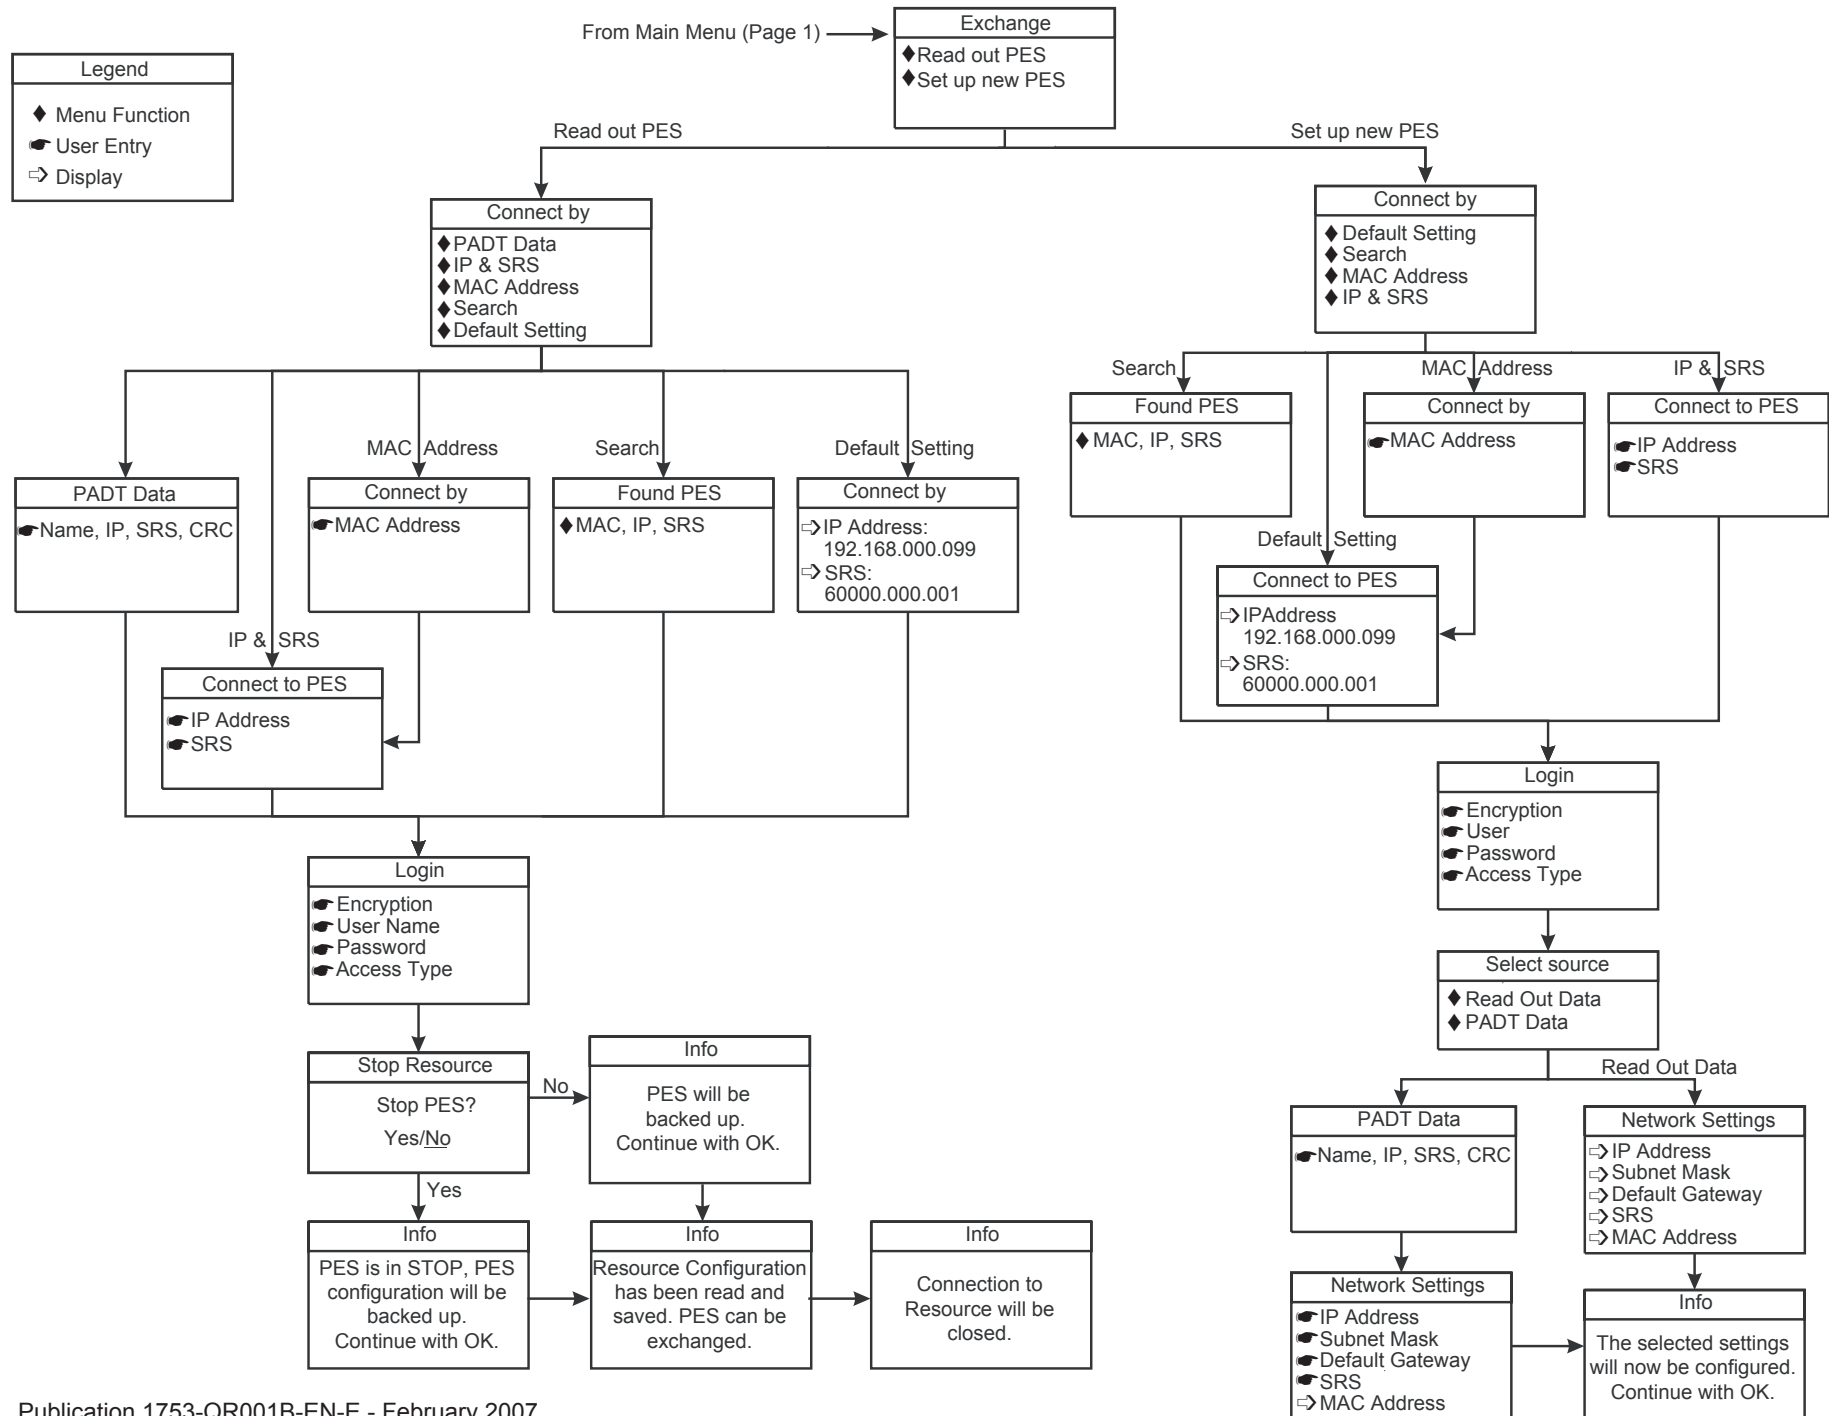 From Main Menu (Page 1)
Exchange
Read out PES
Set up new PES
Legend
Menu Function
User Entry
Display
Read out PES
Set up new PES
Connect by
PADT Data
IP & SRS
MAC Address
Search
Default Setting
Connect by
Default Setting
Search
MAC Address
IP & SRS
MAC Address
Search
Default Setting
PADT Data
Name, IP, SRS, CRC
Connect by
MAC Address
Found PES
MAC, IP, SRS
Connect by
IP Address:
192.168.000.099
SRS:
60000.000.001
IP & SRS
Connect to PES
IP Address
SRS
Login
Encryption
User Name
Password
Access Type
Stop Resource
Stop PES?
Yes/No
No
Yes
Info
PES will be
backed up.
Continue with OK.
Info
PES is in STOP, PES
configuration will be
backed up.
Continue with OK.
Info
Resource Configuration
has been read and
saved. PES can be
exchanged.
Info
Connection to
Resource will be
closed.
Search
MAC Address
IP & SRS
Found PES
MAC, IP, SRS
Connect by
MAC Address
Connect to PES
IP Address
SRS
Default Setting
Connect to PES
IPAddress
192.168.000.099
SRS:
60000.000.001
Login
Encryption
User
Password
Access Type
Select source
Read Out Data
PADT Data
Read Out Data
PADT Data
Name, IP, SRS, CRC
Network Settings
IP Address
Subnet Mask
Default Gateway
SRS
MAC Address
Network Settings
IP Address
Subnet Mask
Default Gateway
SRS
MAC Address
Info
The selected settings
will now be configured.
Continue with OK.
Publication 1753-QR001B-EN-E - February 2007